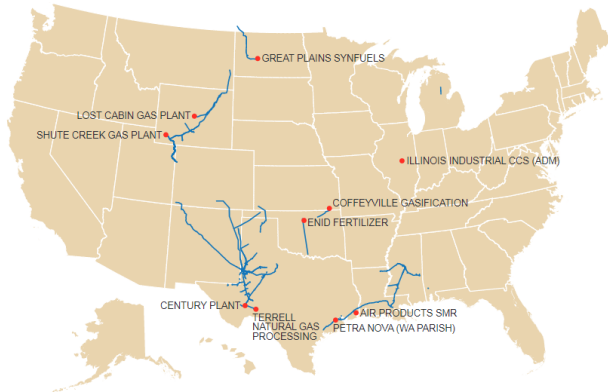 GREAT PLAINS SYNFUELS
LOST CABIN GAS PLANT
SHUTE CREEK GAS PLANT
ILLINOIS INDUSTRIAL CCS (ADM)
COFFEYVILLE GASIFICATION
ENID FERTILIZER
CENTURY PLANT
TERRELL
NATURAL GAS
PROCESSING
AIR PRODUCTS SMR
PETRA NOVA (WA PARISH)